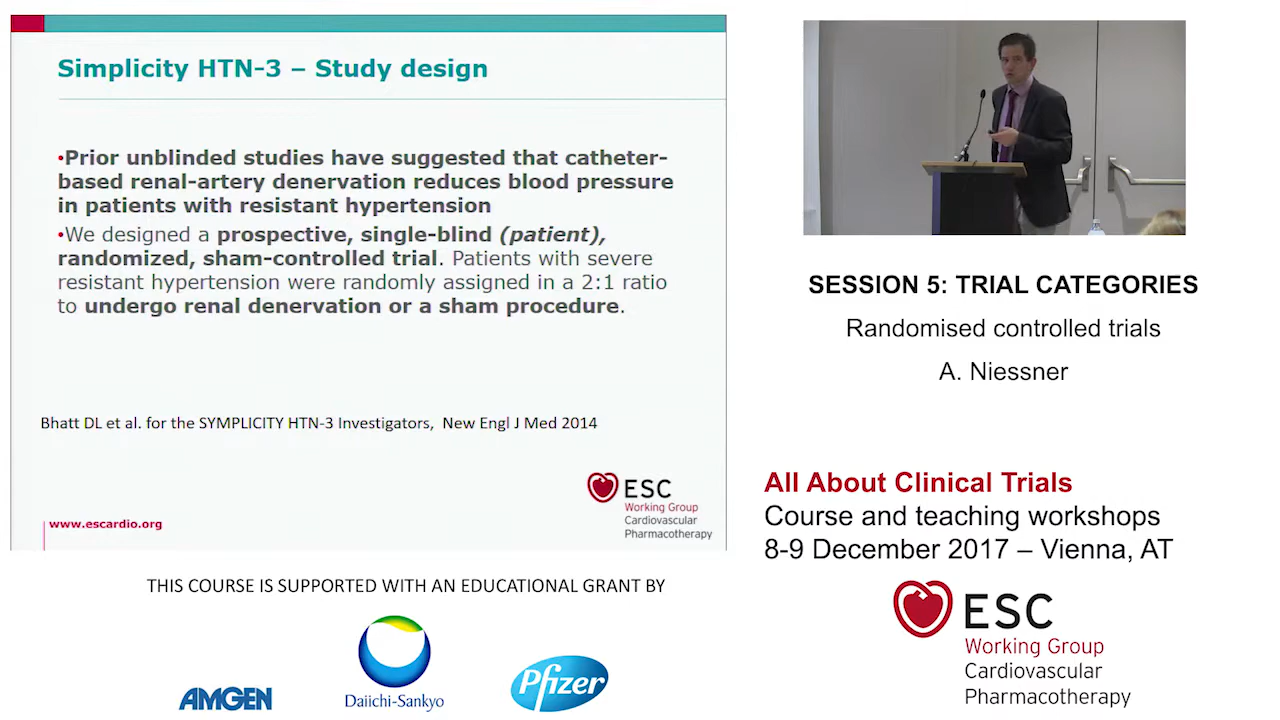 Simplicity HTN-3 – Study design
•Prior unblinded studies have suggested that catheter-
based renal-artery denervation reduces blood pressure
in patients with resistant hypertension
•We designed a prospective, single-blind (patient),
randomized, sham-controlled trial. Patients with severe
resistant hypertension were randomly assigned in a 2:1 ratio
to undergo renal denervation or a sham procedure.
Bhatt DL et al. for the SYMPLICITY HTN-3 Investigators, New Engl J Med 2014
ESC
Working Group
Cardiovascular
Pharmacotherapy
www.escardio.org
SESSION 5: TRIAL CATEGORIES
Randomised controlled trials
A. Niessner
All About Clinical Trials
Course and teaching workshops
8-9 December 2017 – Vienna, AT
ESC
Working Group
Cardiovascular
Pharmacotherapy
THIS COURSE IS SUPPORTED WITH AN EDUCATIONAL GRANT BY
AMGEN
Daiichi-Sankyo
Pfizer